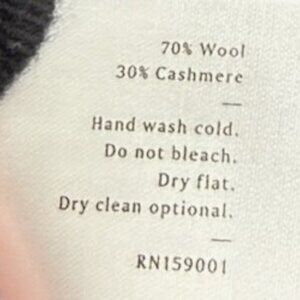 70% Wool
30% Cashmere
—
Hand wash cold.
Do not bleach.
Dry flat.
Dry clean optional.
—
RN159001